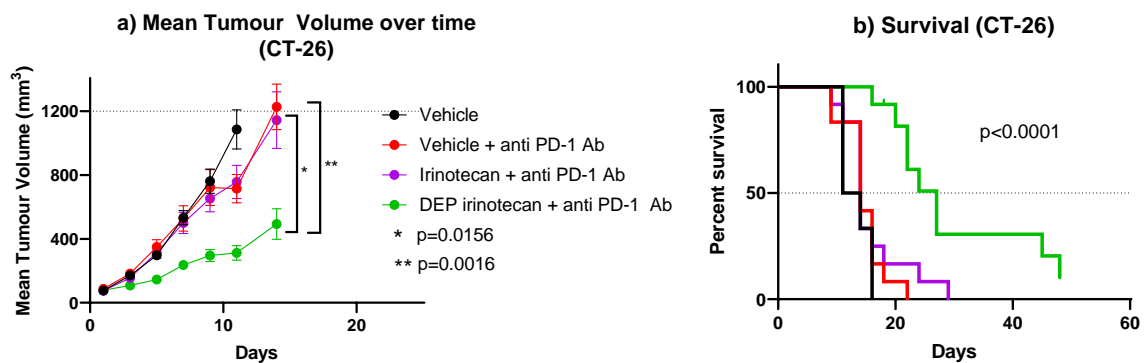 a) Mean Tumour Volume over time
(CT-26)
Mean Tumour Volume (mm3)
1200
800
400
0
0 10 20
Days
*
**
Vehicle
Vehicle + anti PD-1 Ab
Irinotecan + anti PD-1 Ab
DEP irinotecan + anti PD-1 Ab
* p=0.0156
** p=0.0016
b) Survival (CT-26)
Percent survival
100
50
0
0 20 40 60
Days
p<0.0001